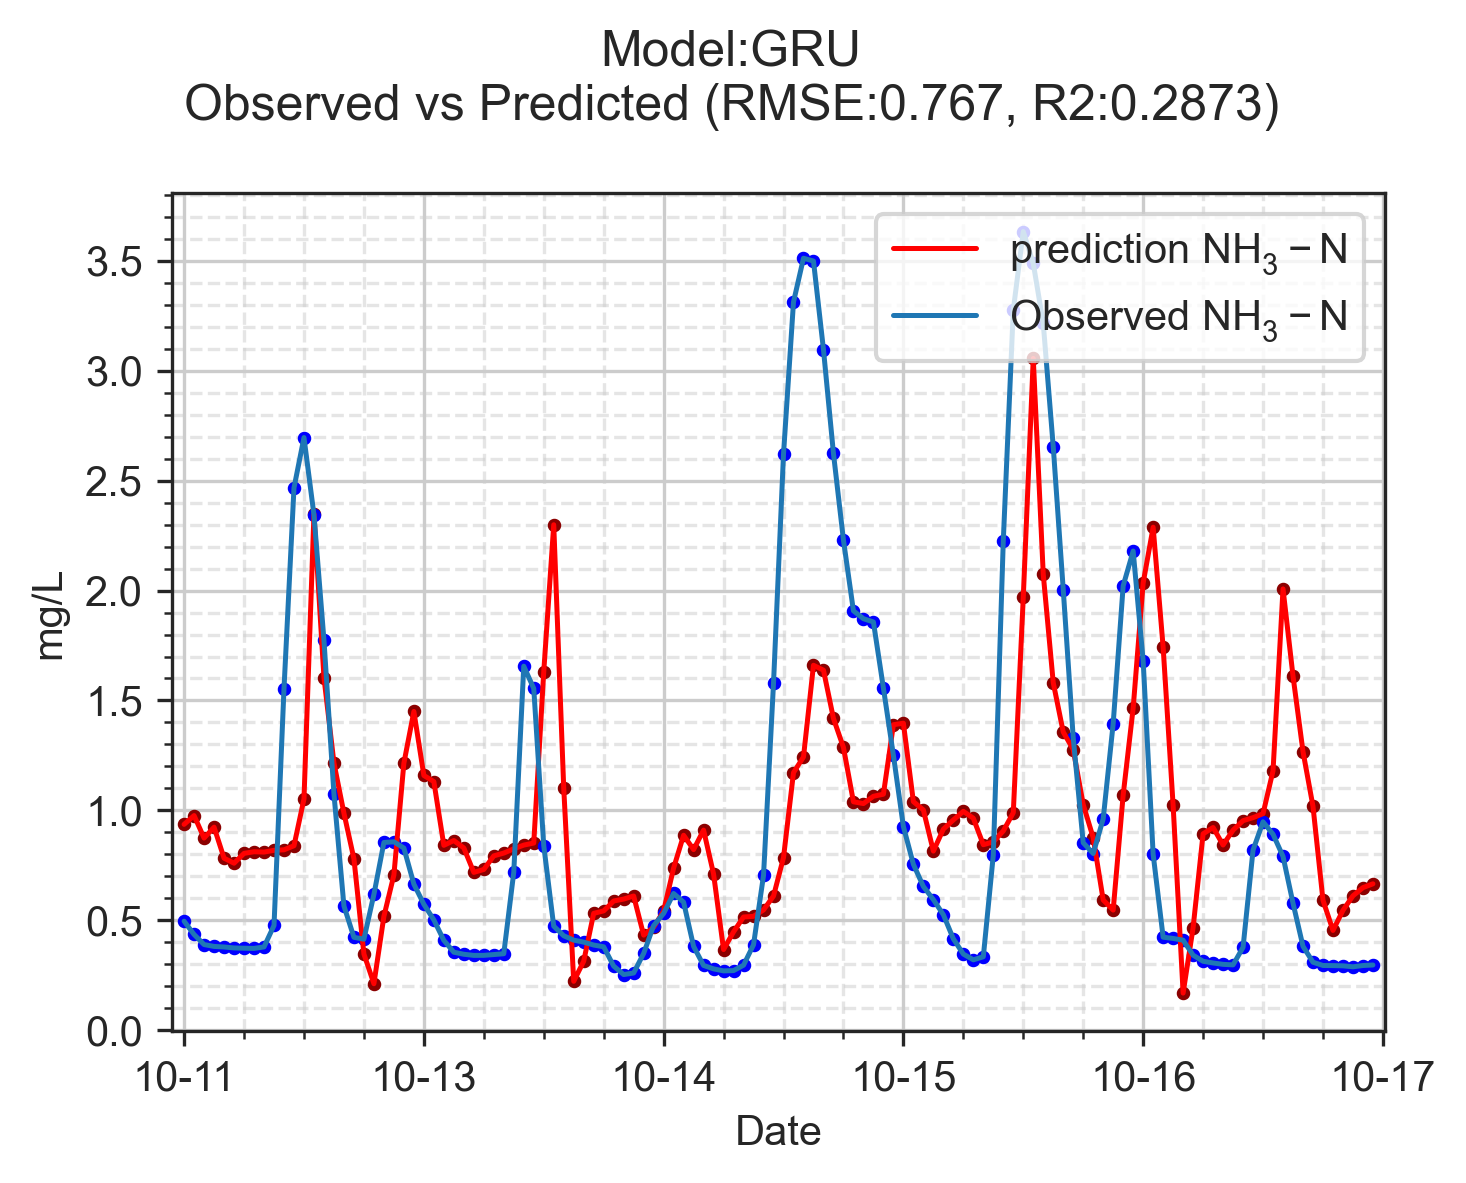 Model:GRU
Observed vs Predicted (RMSE:0.767, R2:0.2873)
prediction NH₃ − N
Observed NH₃ − N
3.5
3.0
2.5
2.0
1.5
1.0
0.5
0.0
mg/L
10-11 10-13 10-14 10-15 10-16 10-17
Date